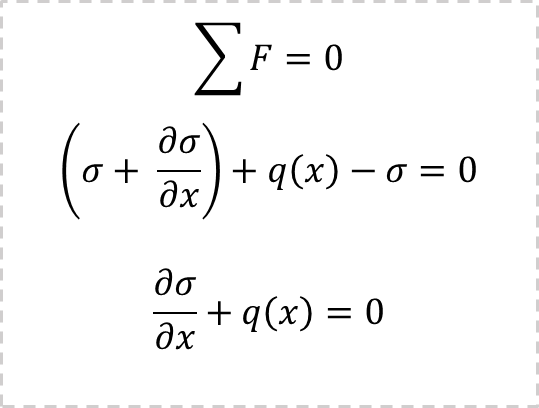 ∑F = 0
(σ + ∂σ/∂x) + q(x) − σ = 0
∂σ/∂x + q(x) = 0